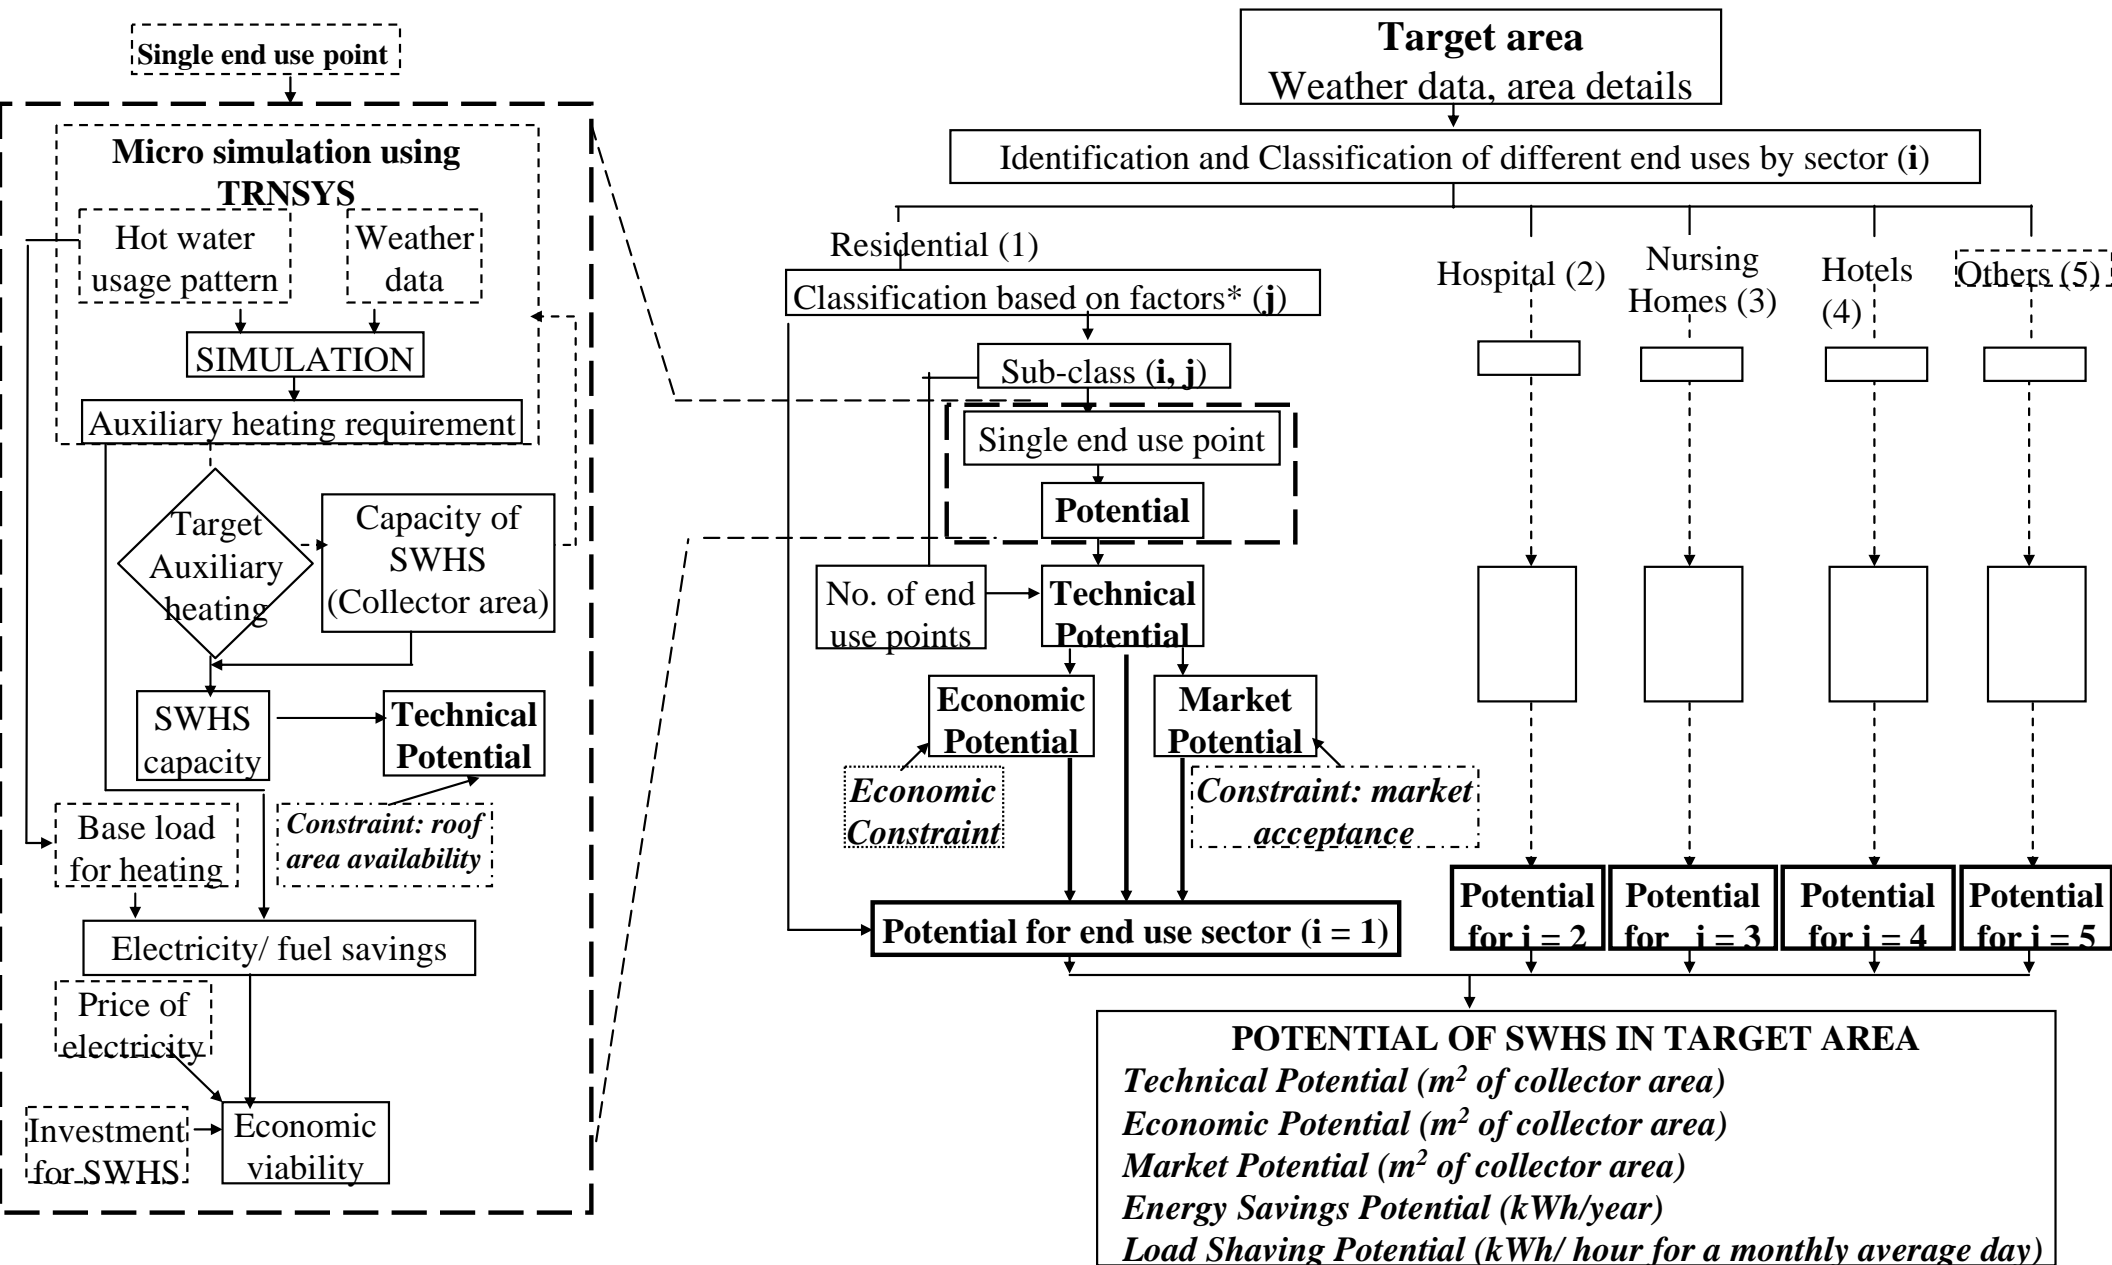 Single end use point
Micro simulation using
TRNSYS
Hot water
usage pattern
Weather
data
SIMULATION
Auxiliary heating requirement
Target
Auxiliary
heating
Capacity of
SWHS
(Collector area)
SWHS
capacity
Technical
Potential
Base load
for heating
Constraint: roof
area availability
Electricity/ fuel savings
Price of
electricity
Investment
for SWHS
Economic
viability
Target area
Weather data, area details
Identification and Classification of different end uses by sector (i)
Residential (1)
Hospital (2)
Nursing
Homes (3)
Hotels
(4)
Others (5)
Classification based on factors* (j)
Sub-class (i, j)
Single end use point
Potential
No. of end
use points
Technical
Potential
Economic
Potential
Market
Potential
Economic
Constraint
Constraint: market
acceptance
Potential for end use sector (i = 1)
Potential
for i = 2
Potential
for i = 3
Potential
for i = 4
Potential
for i = 5
POTENTIAL OF SWHS IN TARGET AREA
Technical Potential (m² of collector area)
Economic Potential (m² of collector area)
Market Potential (m² of collector area)
Energy Savings Potential (kWh/year)
Load Shaving Potential (kWh/ hour for a monthly average day)